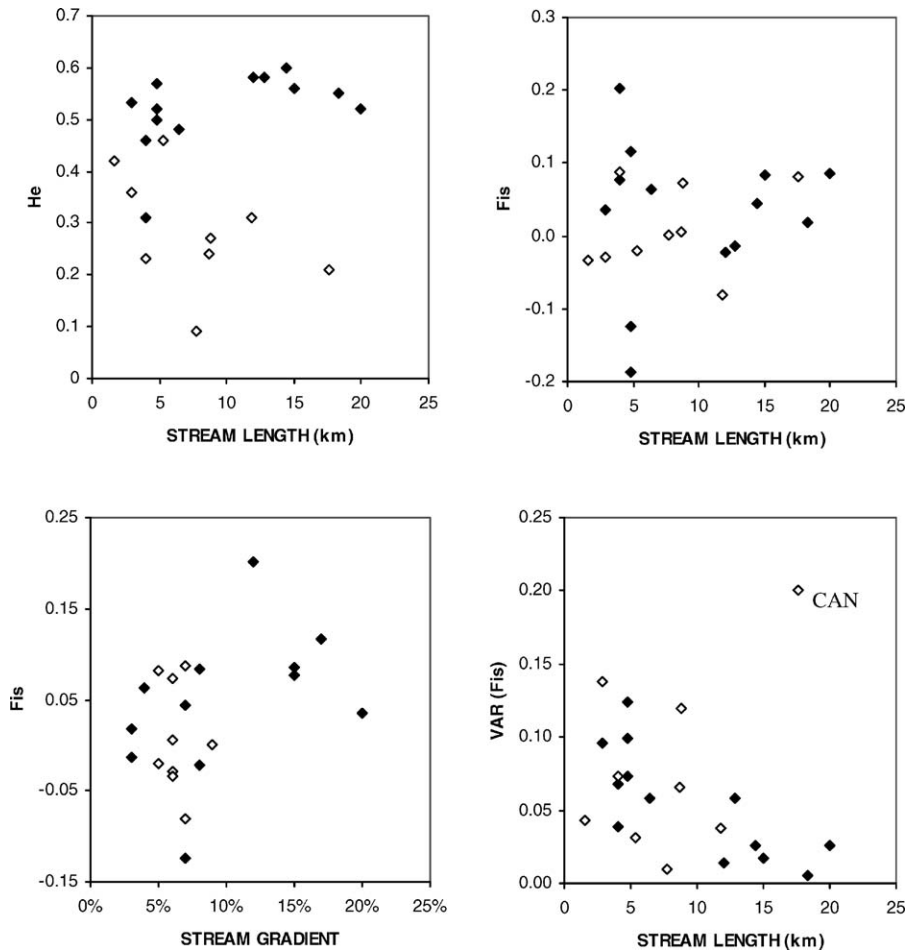 0.7
0.6
0.5
0.4
0.3
0.2
0.1
0
He
0 5 10 15 20 25
STREAM LENGTH (km)
0.3
0.2
0.1
0.0
-0.1
-0.2
Fis
0 5 10 15 20 25
STREAM LENGTH (km)
0.25
0.15
0.05
-0.05
-0.15
Fis
0% 5% 10% 15% 20% 25%
STREAM GRADIENT
0.25
0.20
0.15
0.10
0.05
0.00
VAR (Fis)
CAN
0 5 10 15 20 25
STREAM LENGTH (km)